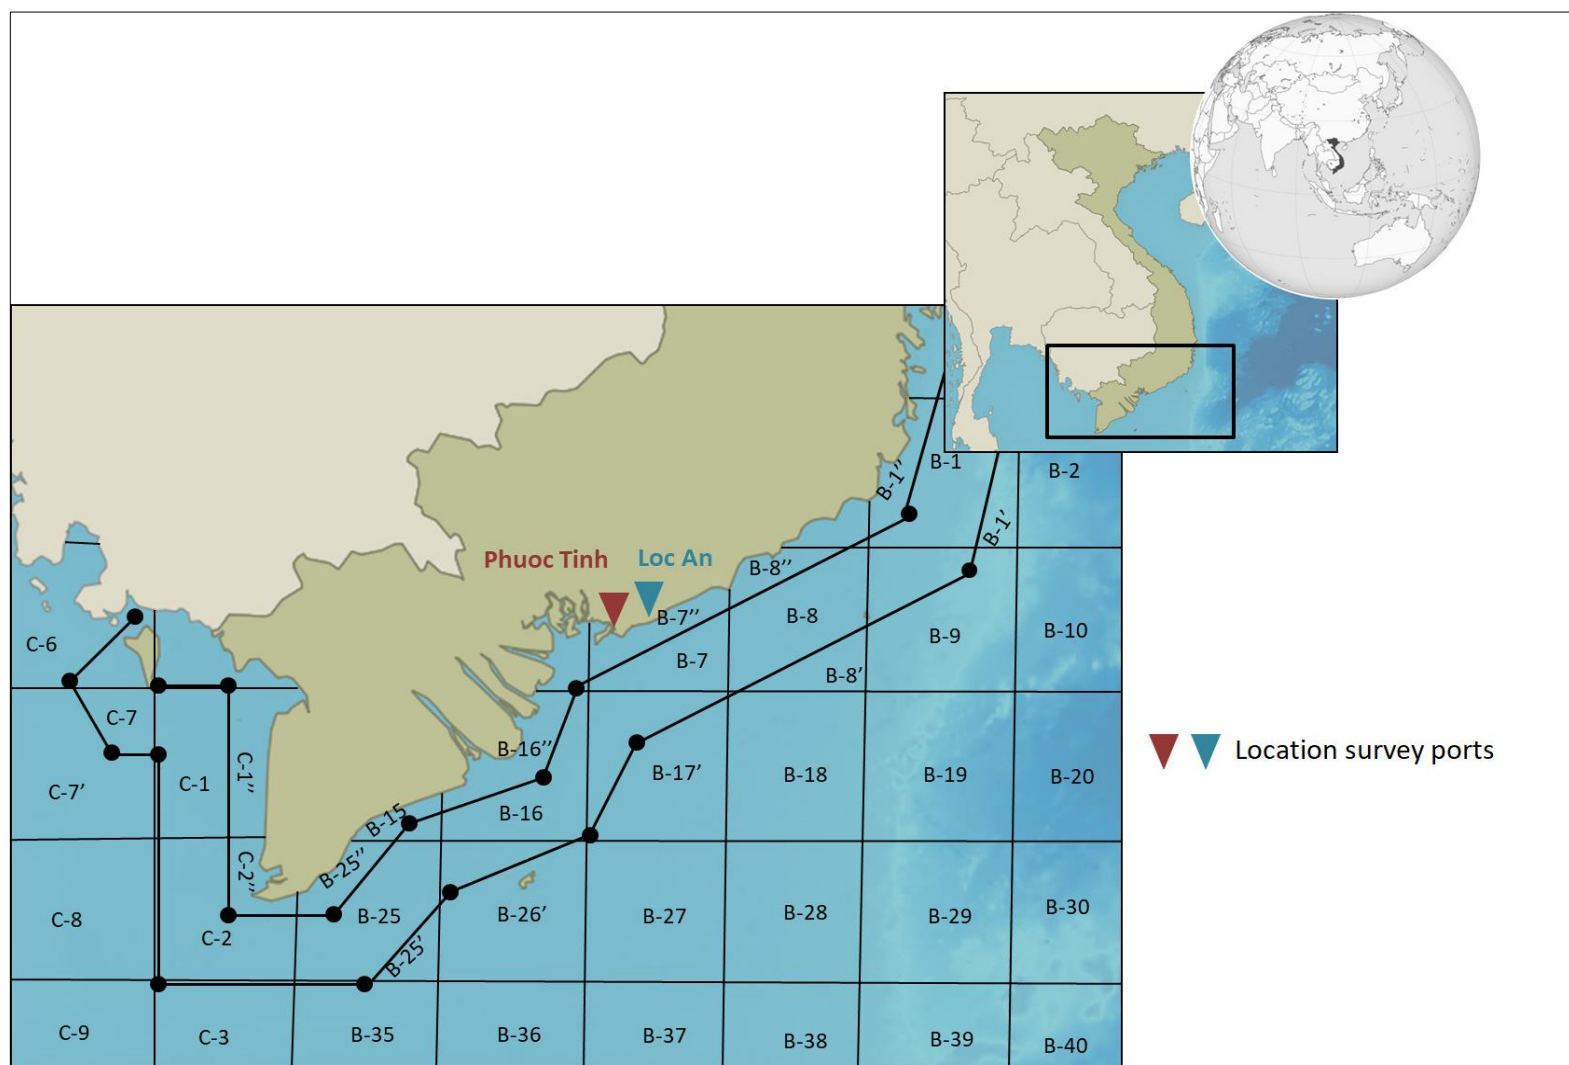 B-1
B-2
B-1’’
B-1’
Phuoc Tinh
Loc An
B-8’’
B-7’’
B-8
B-9
B-10
C-6
B-7
B-8’
C-7
B-16’’
C-1’’
C-7’
C-1
B-17’
B-18
B-19
B-20
Location survey ports
B-15
B-16
B-25’’
C-2’’
C-8
C-2
B-25
B-26’
B-27
B-28
B-29
B-30
B-25’
C-9
C-3
B-35
B-36
B-37
B-38
B-39
B-40